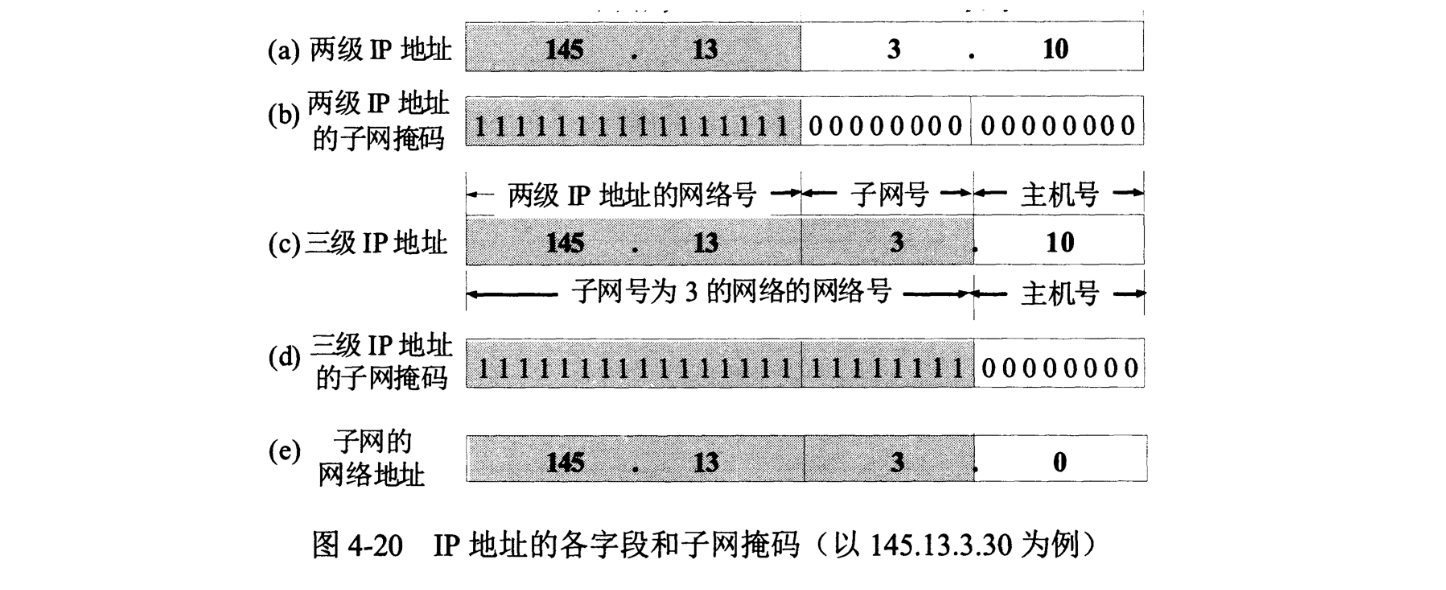 (a) 两级 IP 地址 145 . 13 3 . 10
(b) 两级 IP 地址
的子网掩码 1111111111111111 00000000 00000000
两级 IP 地址的网络号 子网号 主机号
(c) 三级 IP 地址 145 . 13 3 . 10
子网号为 3 的网络的网络号 主机号
(d) 三级 IP 地址
的子网掩码 1111111111111111 11111111 00000000
(e) 子网的
网络地址 145 . 13 3 . 0
图 4-20 IP 地址的各字段和子网掩码（以 145.13.3.30 为例）